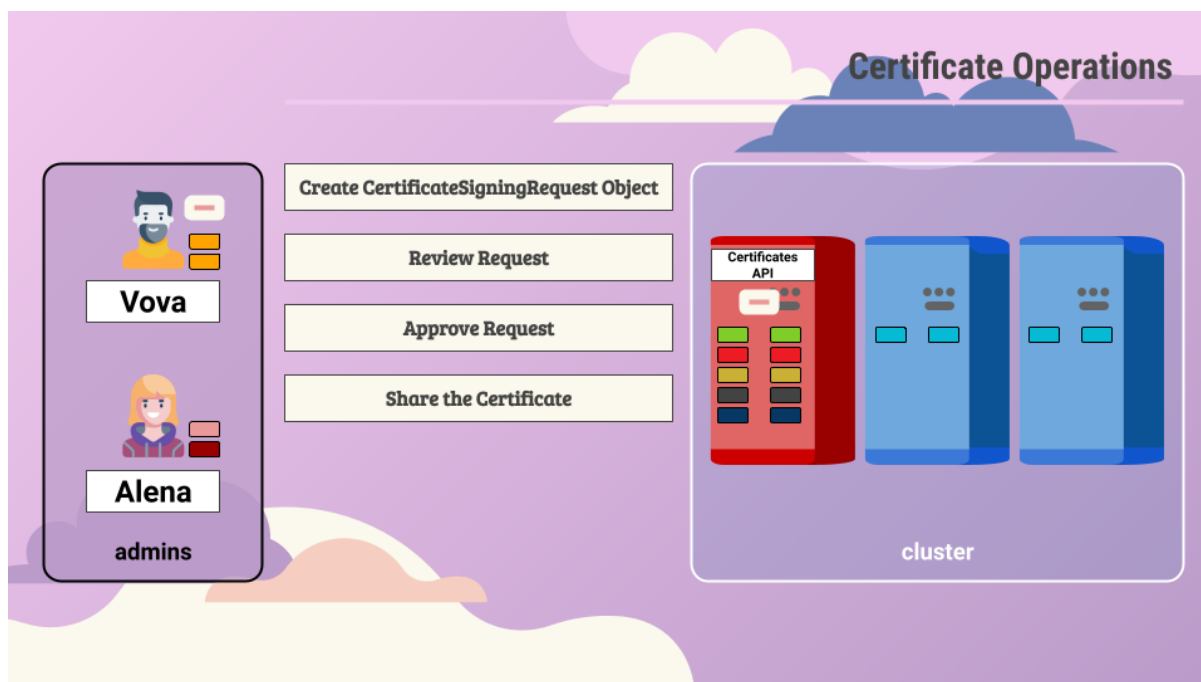 Certificate Operations
Create CertificateSigningRequest Object
Review Request
Approve Request
Share the Certificate
Vova
Alena
admins
Certificates
API
cluster